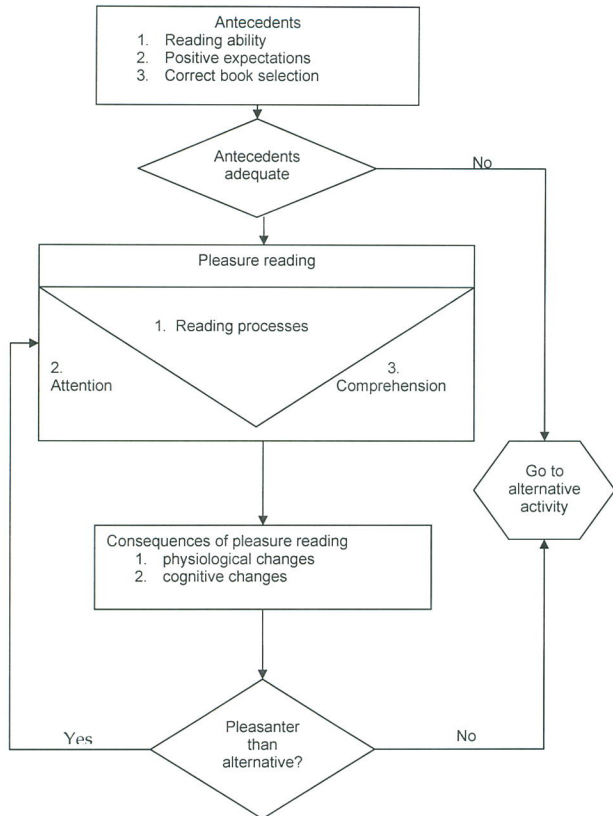 Antecedents
1. Reading ability
2. Positive expectations
3. Correct book selection
Antecedents
adequate
No
Pleasure reading
1. Reading processes
2.
Attention
3.
Comprehension
Go to
alternative
activity
Consequences of pleasure reading
1. physiological changes
2. cognitive changes
Pleasanter
than
alternative?
Yes
No